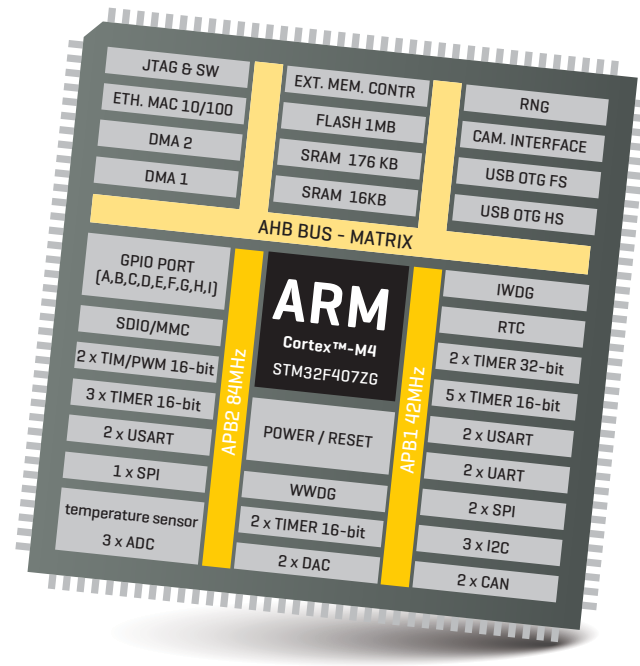 JTAG & SW
ETH. MAC 10/100
DMA 2
DMA 1
EXT. MEM. CONTR
FLASH 1MB
SRAM 176 KB
SRAM 16KB
RNG
CAM. INTERFACE
USB OTG FS
USB OTG HS
AHB BUS - MATRIX
GPIO PORT
(A,B,C,D,E,F,G,H,I)
SDIO/MMC
2 x TIM/PWM 16-bit
3 x TIMER 16-bit
2 x USART
1 x SPI
temperature sensor
3 x ADC
APB2 84MHz
ARM
Cortex™-M4
STM32F407ZG
POWER / RESET
WWDG
2 x TIMER 16-bit
2 x DAC
APB1 42MHz
IWDG
RTC
2 x TIMER 32-bit
5 x TIMER 16-bit
2 x USART
2 x UART
2 x SPI
3 x I2C
2 x CAN